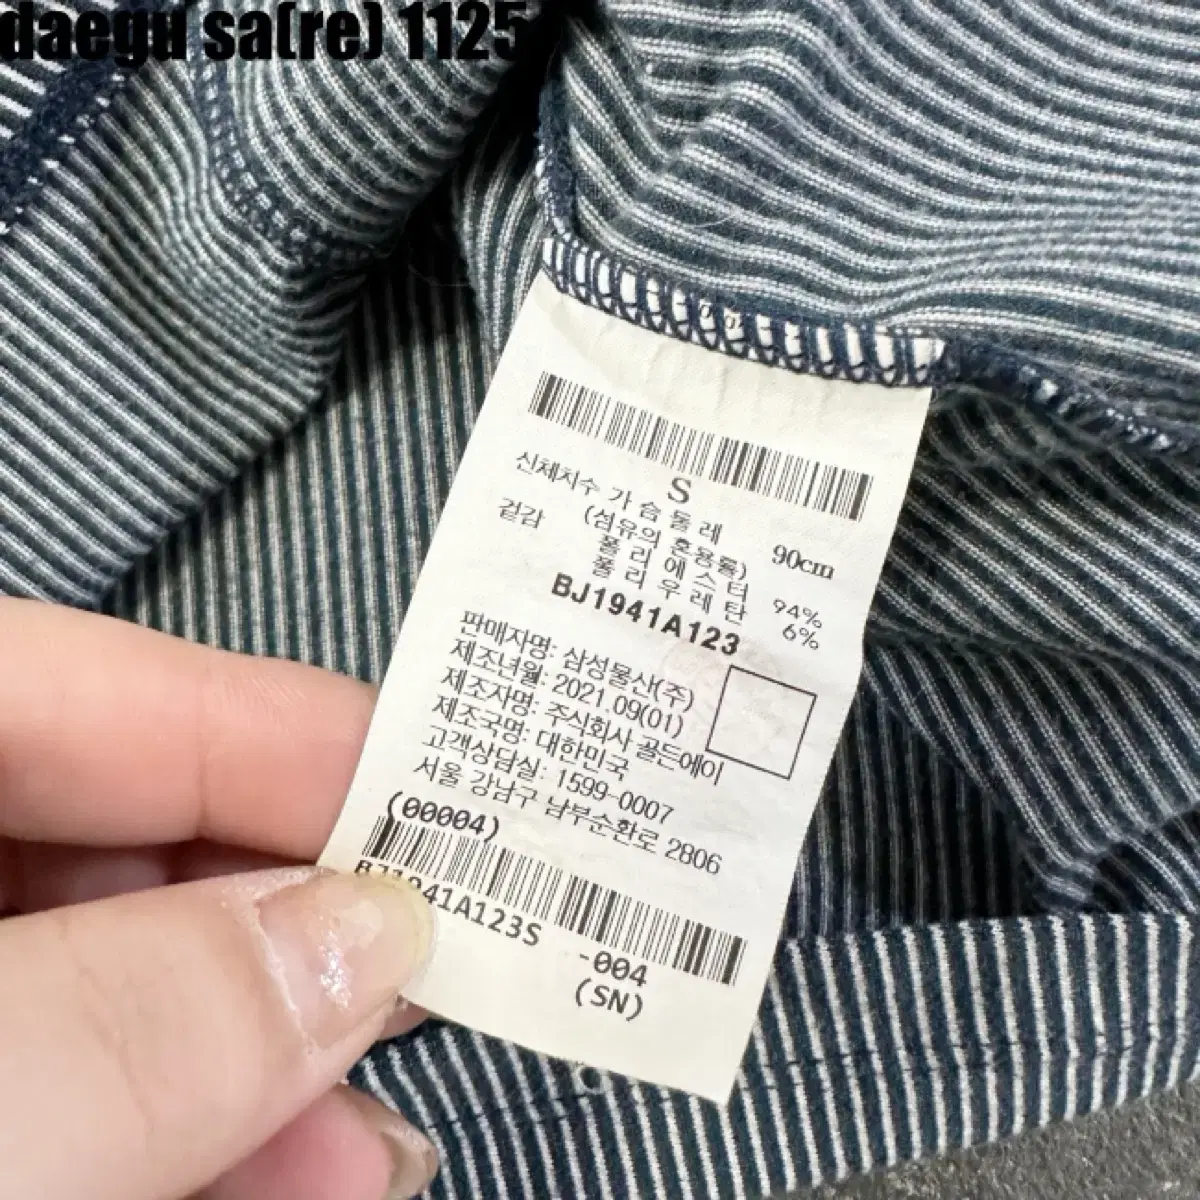 daegu sa(re) 1125
S
신체치수 가슴둘레 90cm
(섬유의 혼용률)
겉감 폴리에스터 94%
폴리우레탄 6%
BJ1941A123
판매자명: 삼성물산(주)
제조년월: 2021.09(01)
제조자명: 주식회사 골든에이
제조국명: 대한민국
고객상담실: 1599-0007
서울 강남구 남부순환로 2806
(00004)
BJ1941A123S -004
(SN)